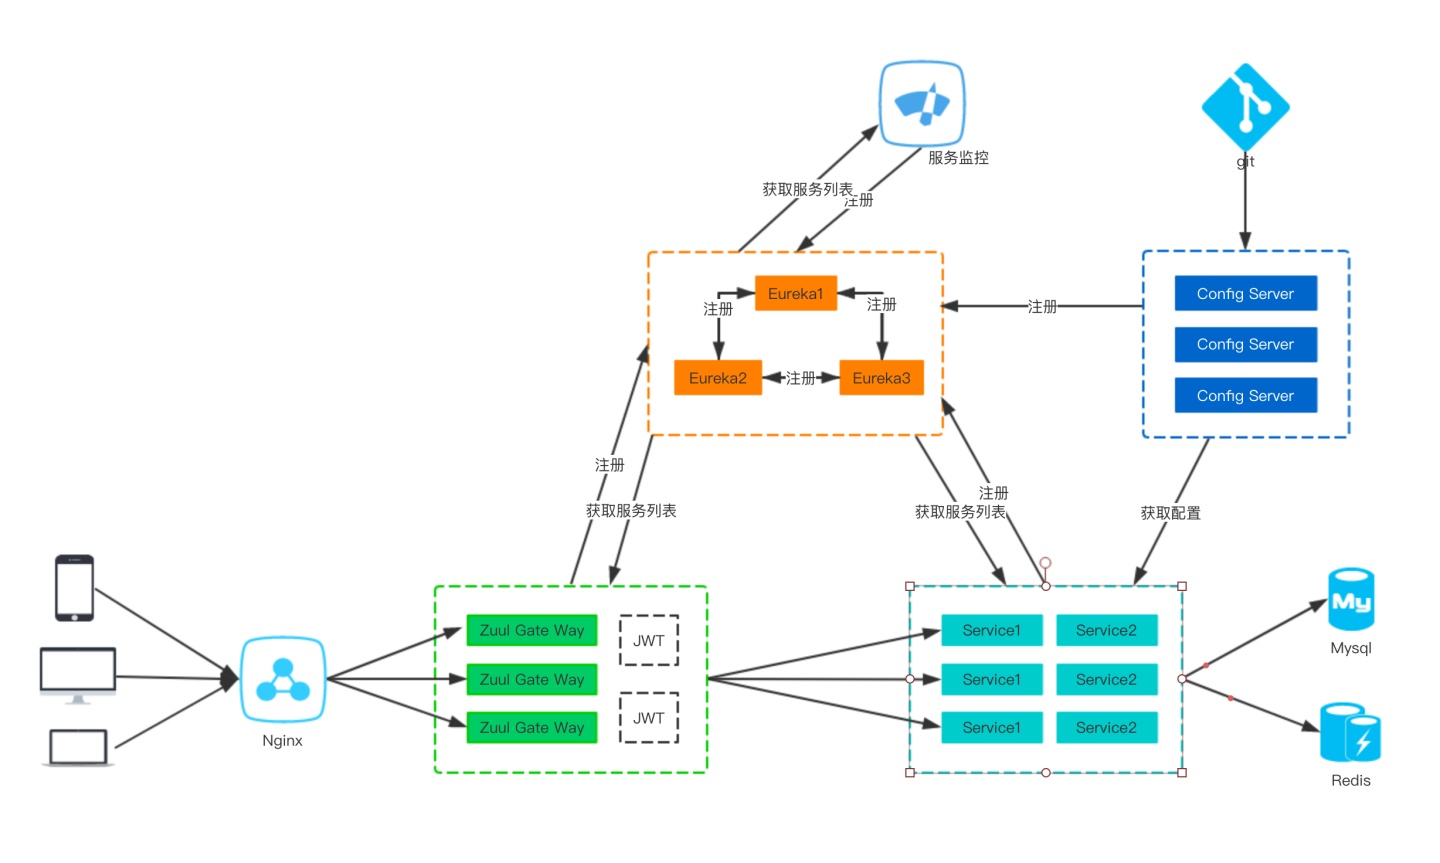 服务监控
git
获取服务列表
注册
Eureka1
注册
注册
Eureka2
注册
Eureka3
注册
Config Server
Config Server
Config Server
注册
获取服务列表
注册
获取服务列表
获取配置
Nginx
Zuul Gate Way
Zuul Gate Way
Zuul Gate Way
JWT
JWT
Service1
Service2
Service1
Service2
Service1
Service2
My
Mysql
Redis